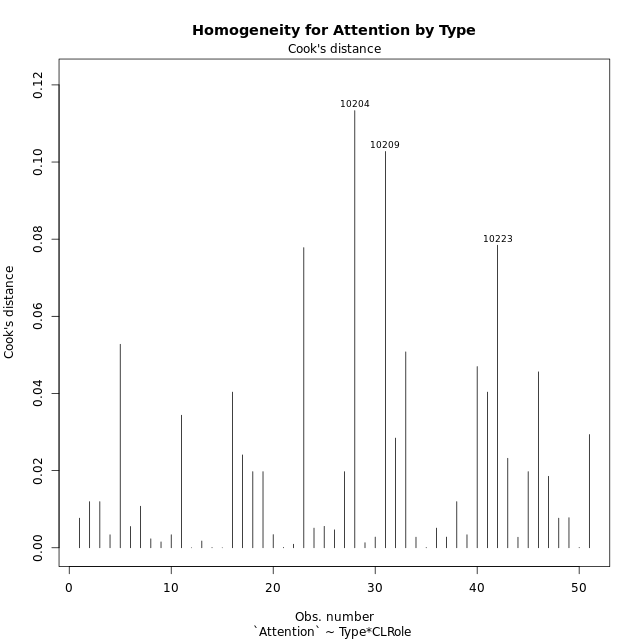 Homogeneity for Attention by Type
Cook's distance
0.12
10204
0.10
10209
0.08
10223
0.06
Cook's distance
0.04
0.02
0.00
0 10 20 30 40 50
Obs. number
`Attention` ~ Type*CLRole